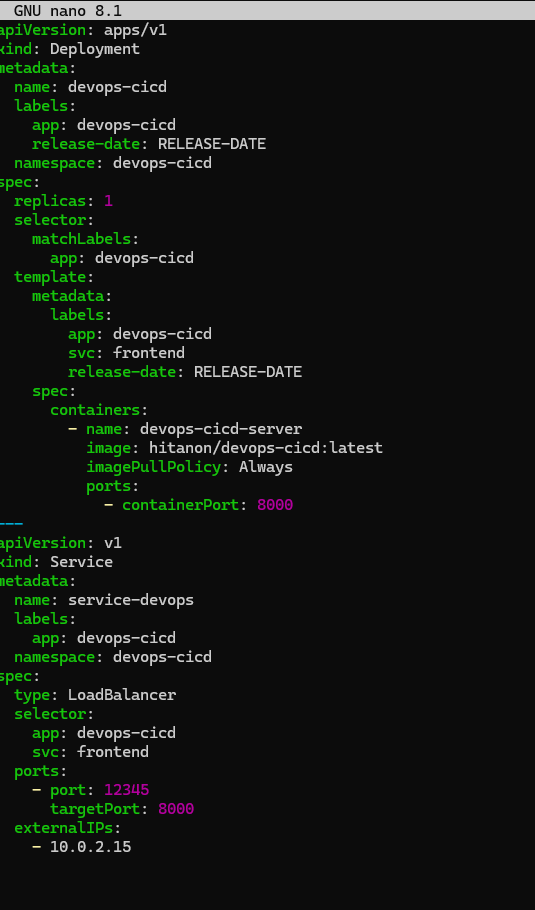 GNU nano 8.1
apiVersion: apps/v1
kind: Deployment
metadata:
  name: devops-cicd
  labels:
    app: devops-cicd
    release-date: RELEASE-DATE
  namespace: devops-cicd
spec:
  replicas: 1
  selector:
    matchLabels:
      app: devops-cicd
  template:
    metadata:
      labels:
        app: devops-cicd
        svc: frontend
        release-date: RELEASE-DATE
    spec:
      containers:
        - name: devops-cicd-server
          image: hitanon/devops-cicd:latest
          imagePullPolicy: Always
          ports:
            - containerPort: 8000
---
apiVersion: v1
kind: Service
metadata:
  name: service-devops
  labels:
    app: devops-cicd
  namespace: devops-cicd
spec:
  type: LoadBalancer
  selector:
    app: devops-cicd
    svc: frontend
  ports:
    - port: 12345
      targetPort: 8000
  externalIPs:
    - 10.0.2.15